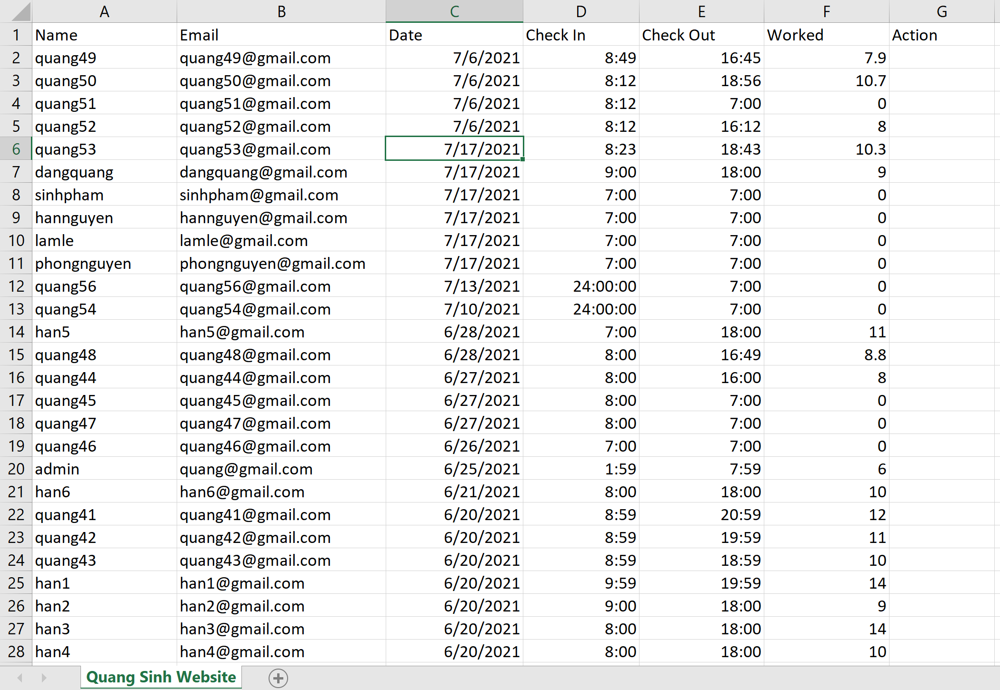 A B C D E F G
1 Name Email Date Check In Check Out Worked Action
2 quang49 quang49@gmail.com 7/6/2021 8:49 16:45 7.9
3 quang50 quang50@gmail.com 7/6/2021 8:12 18:56 10.7
4 quang51 quang51@gmail.com 7/6/2021 8:12 7:00 0
5 quang52 quang52@gmail.com 7/6/2021 8:12 16:12 8
6 quang53 quang53@gmail.com 7/17/2021 8:23 18:43 10.3
7 dangquang dangquang@gmail.com 7/17/2021 9:00 18:00 9
8 sinhpham sinhpham@gmail.com 7/17/2021 7:00 7:00 0
9 hannguyen hannguyen@gmail.com 7/17/2021 7:00 7:00 0
10 lamle lamle@gmail.com 7/17/2021 7:00 7:00 0
11 phongnguyen phongnguyen@gmail.com 7/17/2021 7:00 7:00 0
12 quang56 quang56@gmail.com 7/13/2021 24:00:00 7:00 0
13 quang54 quang54@gmail.com 7/10/2021 24:00:00 7:00 0
14 han5 han5@gmail.com 6/28/2021 7:00 18:00 11
15 quang48 quang48@gmail.com 6/28/2021 8:00 16:49 8.8
16 quang44 quang44@gmail.com 6/27/2021 8:00 16:00 8
17 quang45 quang45@gmail.com 6/27/2021 8:00 7:00 0
18 quang47 quang47@gmail.com 6/27/2021 8:00 7:00 0
19 quang46 quang46@gmail.com 6/26/2021 7:00 7:00 0
20 admin quang@gmail.com 6/25/2021 1:59 7:59 6
21 han6 han6@gmail.com 6/21/2021 8:00 18:00 10
22 quang41 quang41@gmail.com 6/20/2021 8:59 20:59 12
23 quang42 quang42@gmail.com 6/20/2021 8:59 19:59 11
24 quang43 quang43@gmail.com 6/20/2021 8:59 18:59 10
25 han1 han1@gmail.com 6/20/2021 9:59 19:59 14
26 han2 han2@gmail.com 6/20/2021 9:00 18:00 9
27 han3 han3@gmail.com 6/20/2021 8:00 18:00 14
28 han4 han4@gmail.com 6/20/2021 8:00 18:00 10
Quang Sinh Website